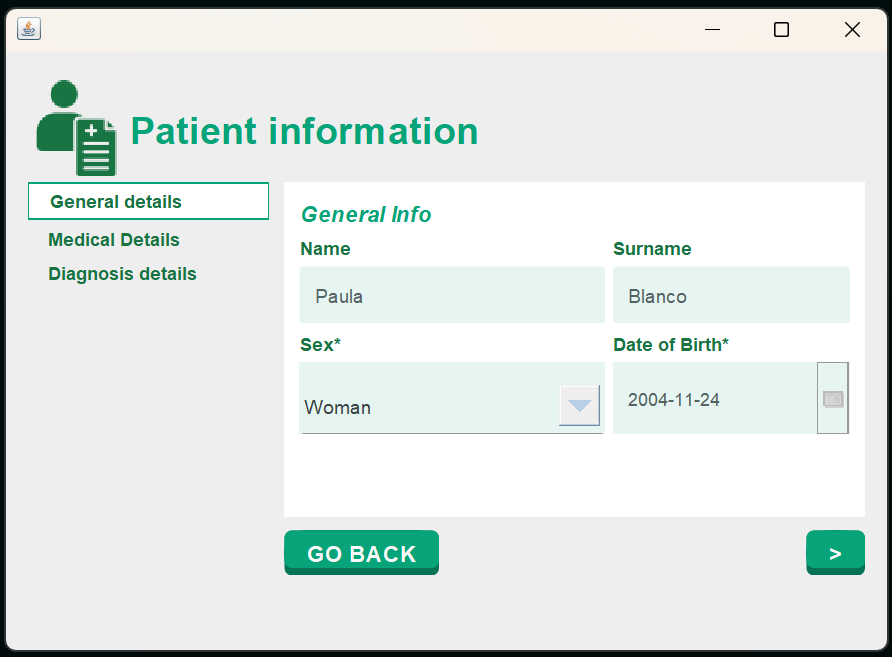 Patient information
General details
Medical Details
Diagnosis details
General Info
Name Surname
Paula Blanco
Sex* Date of Birth*
Woman 2004-11-24
GO BACK >